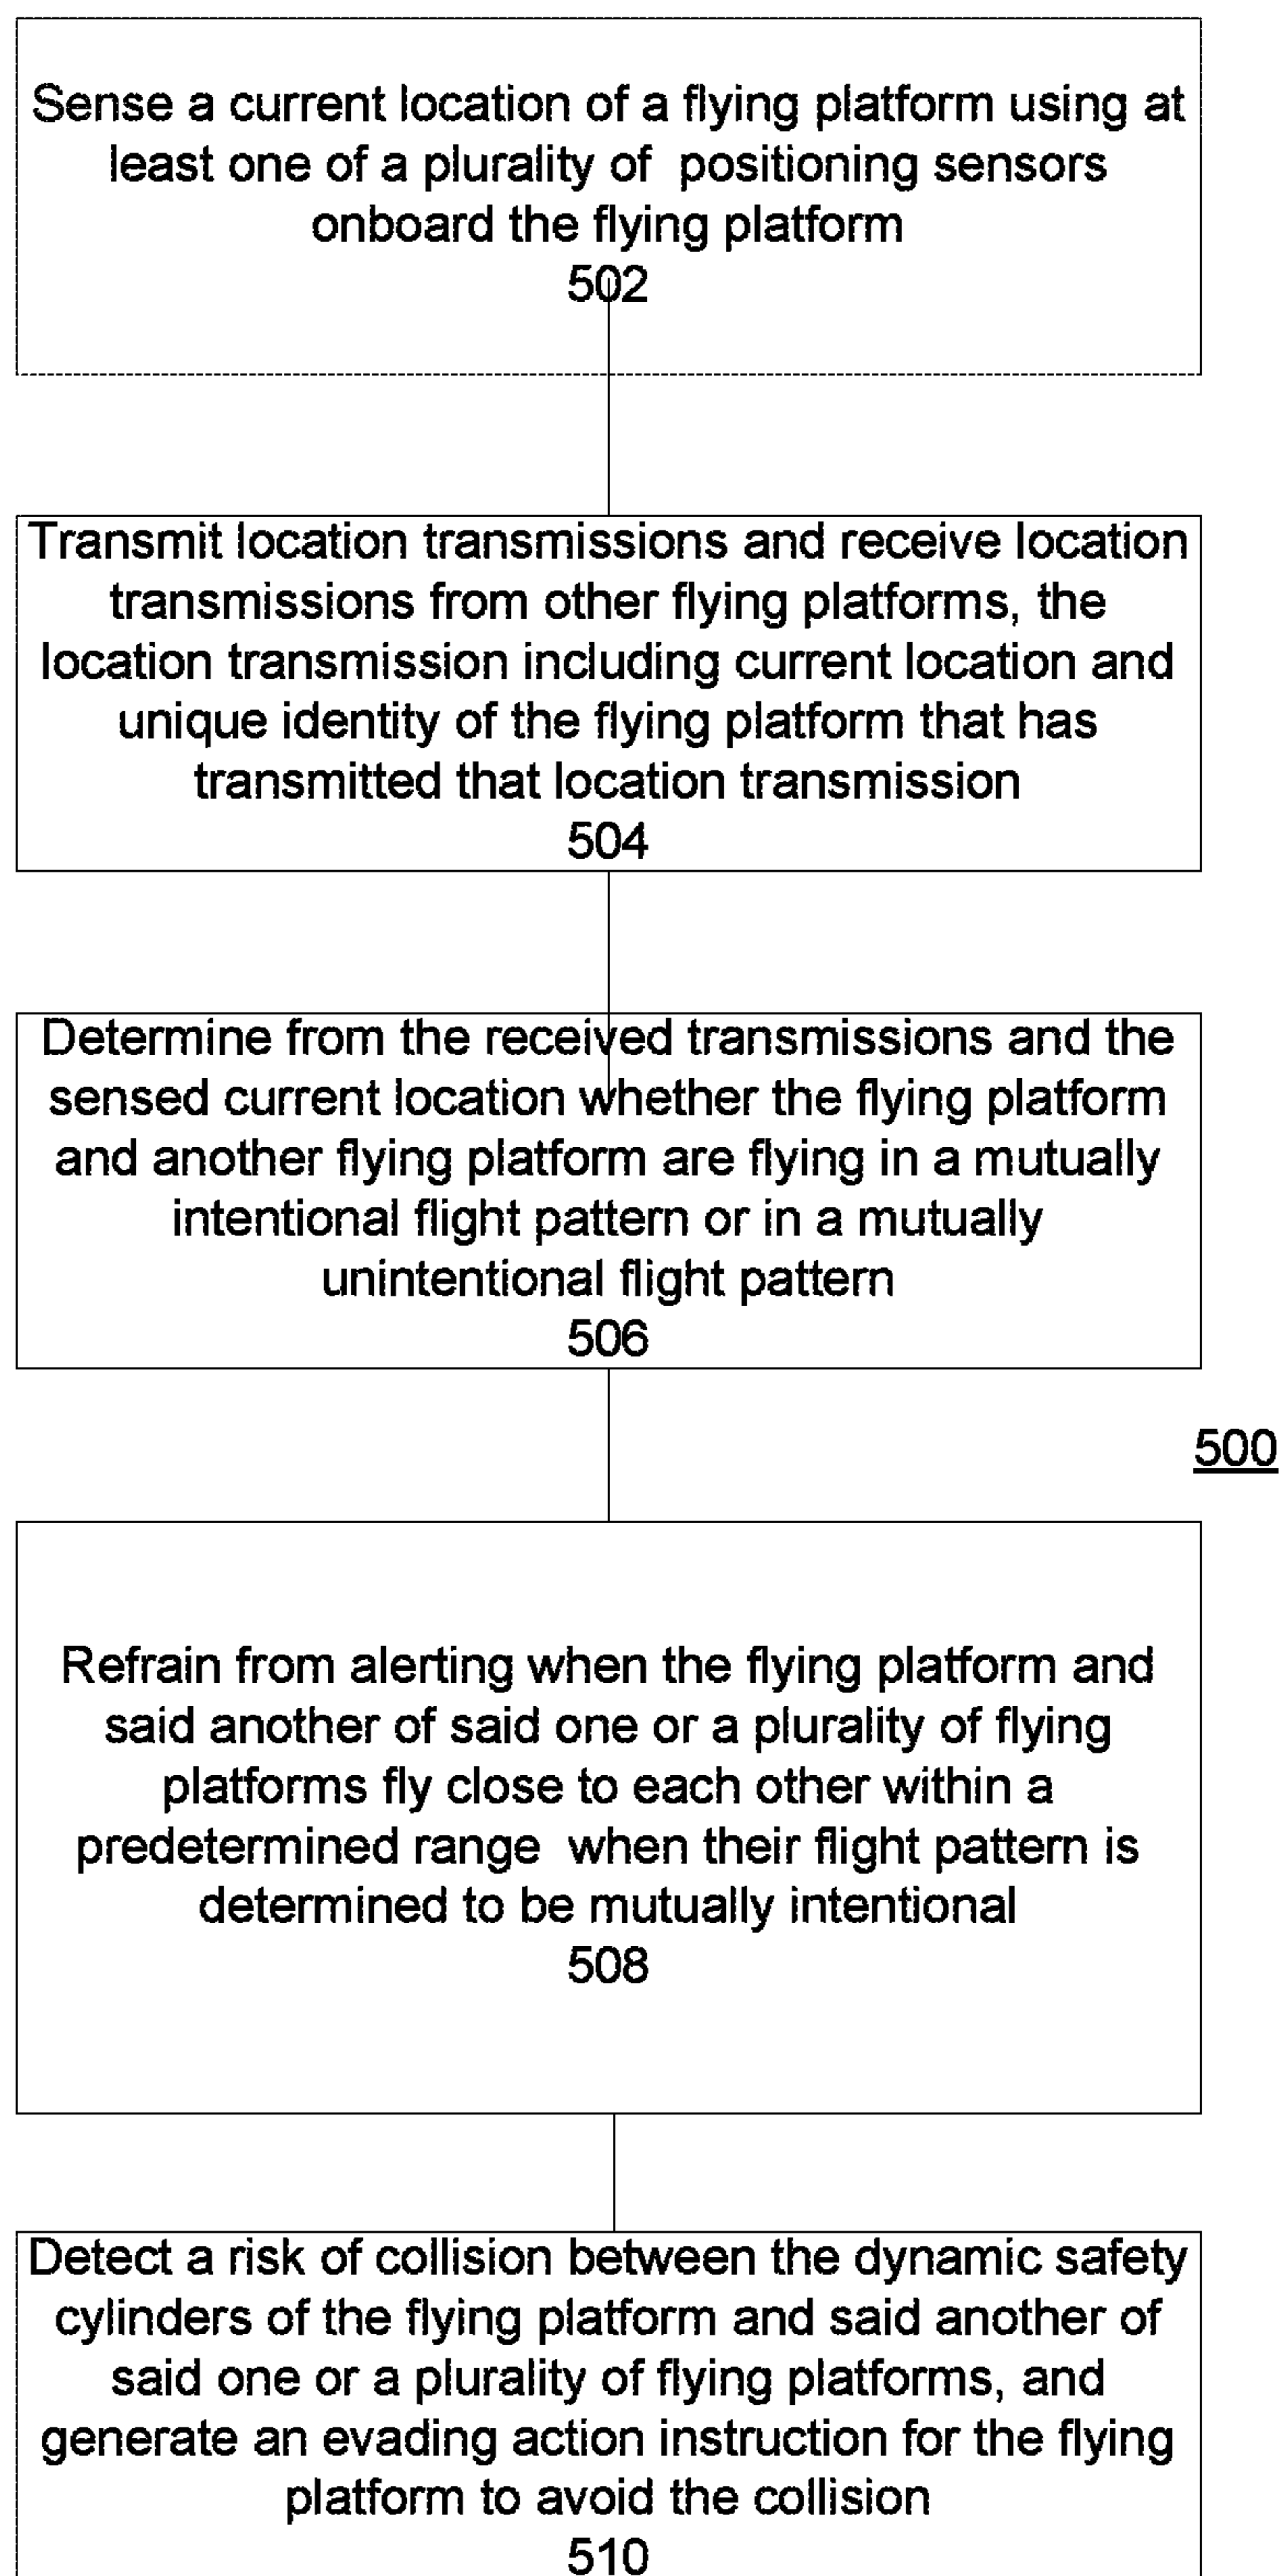 Sense a current location of a flying platform using at
least one of a plurality of positioning sensors
onboard the flying platform
502
Transmit location transmissions and receive location
transmissions from other flying platforms, the
location transmission including current location and
unique identity of the flying platform that has
transmitted that location transmission
504
Determine from the received transmissions and the
sensed current location whether the flying platform
and another flying platform are flying in a mutually
intentional flight pattern or in a mutually
unintentional flight pattern
506
500
Refrain from alerting when the flying platform and
said another of said one or a plurality of flying
platforms fly close to each other within a
predetermined range when their flight pattern is
determined to be mutually intentional
508
Detect a risk of collision between the dynamic safety
cylinders of the flying platform and said another of
said one or a plurality of flying platforms, and
generate an evading action instruction for the flying
platform to avoid the collision
510